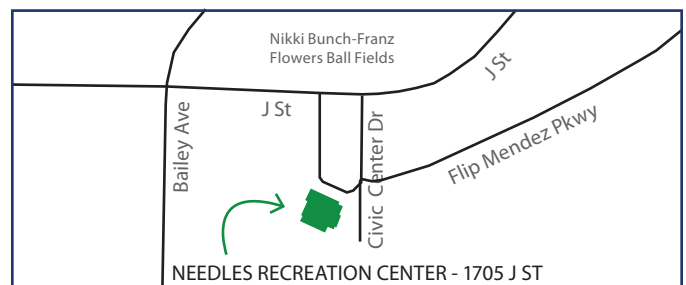 Nikki Bunch-Franz
Flowers Ball Fields
J St
J St
Bailey Ave
Civic Center Dr
Flip Mendez Pkwy
NEEDLES RECREATION CENTER - 1705 J ST